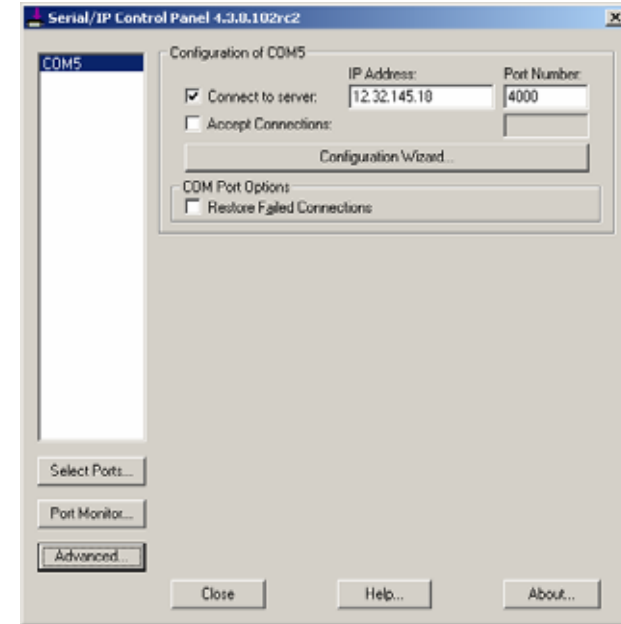 Serial/IP Control Panel 4.3.8.102rc2
COM5
Configuration of COM5
IP Address: Port Number:
Connect to server: 12.32.145.18 4000
Accept Connections:
Configuration Wizard...
COM Port Options
Restore Failed Connections
Select Ports...
Port Monitor...
Advanced...
Close Help... About...